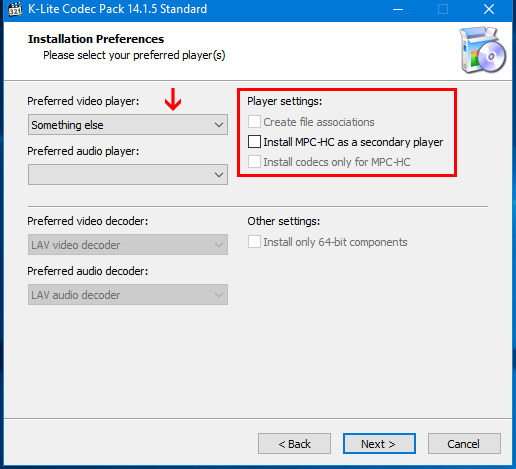 K-Lite Codec Pack 14.1.5 Standard
Installation Preferences
Please select your preferred player(s)
Preferred video player:
Something else
Preferred audio player:
Player settings:
Create file associations
Install MPC-HC as a secondary player
Install codecs only for MPC-HC
Preferred video decoder:
LAV video decoder
Preferred audio decoder:
LAV audio decoder
Other settings:
Install only 64-bit components
< Back
Next >
Cancel